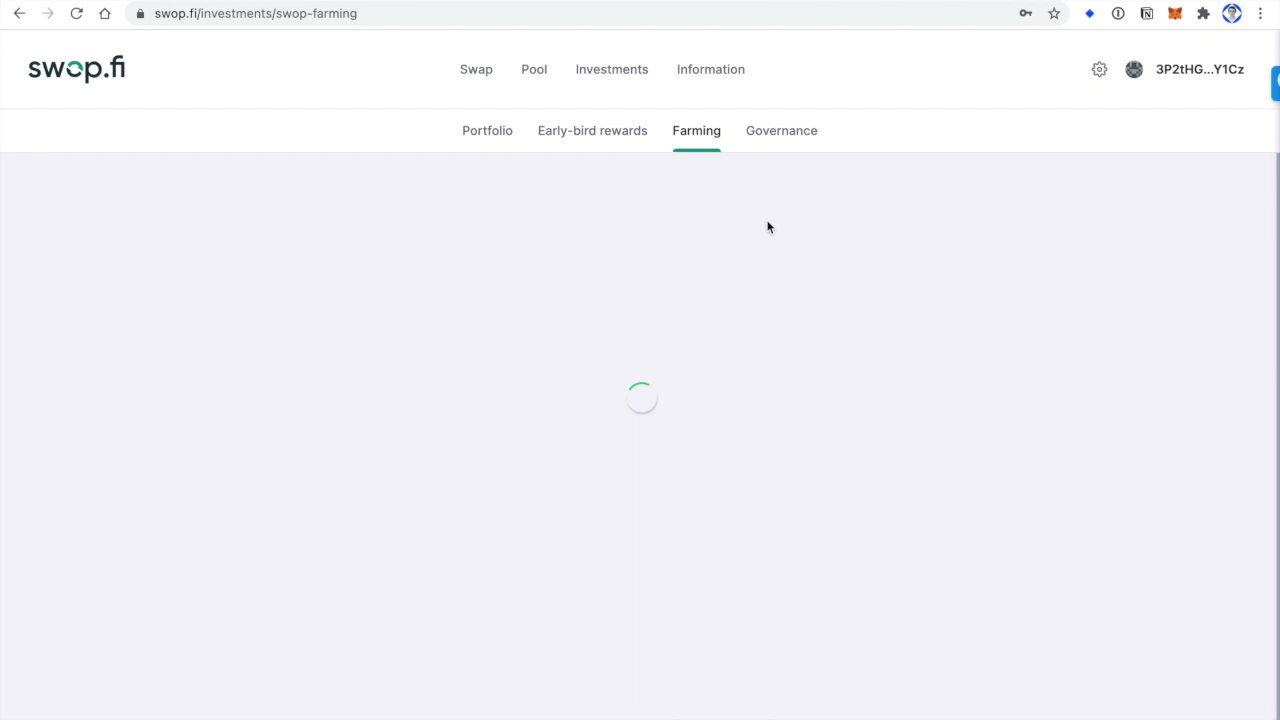 swop.fi/investments/swop-farming
swop.fi
Swap Pool Investments Information
3P2tHG...Y1Cz
Portfolio Early-bird rewards Farming Governance